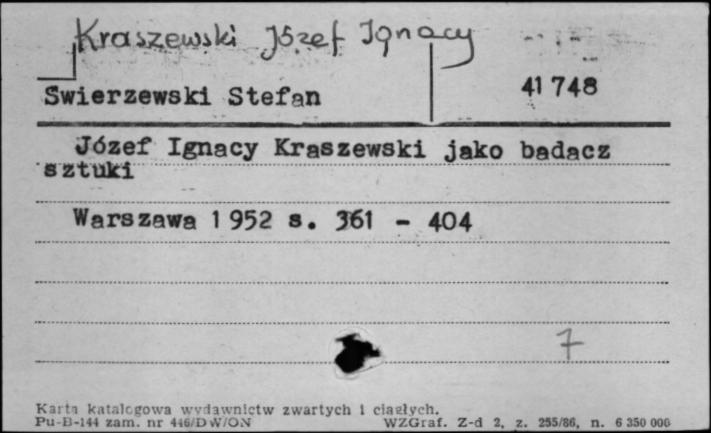 Kraszewski Józef Ignacy
Swierzewski Stefan 41 748
Józef Ignacy Kraszewski jako badacz
sztuki
Warszawa 1952 s. 361 - 404
7
Karta katalogowa wydawnictw zwartych i ciągłych.
Pu-B-144 zam. nr 446/DW/ON WZGraf. Z-d 2, z. 255/86, n. 6 350 000